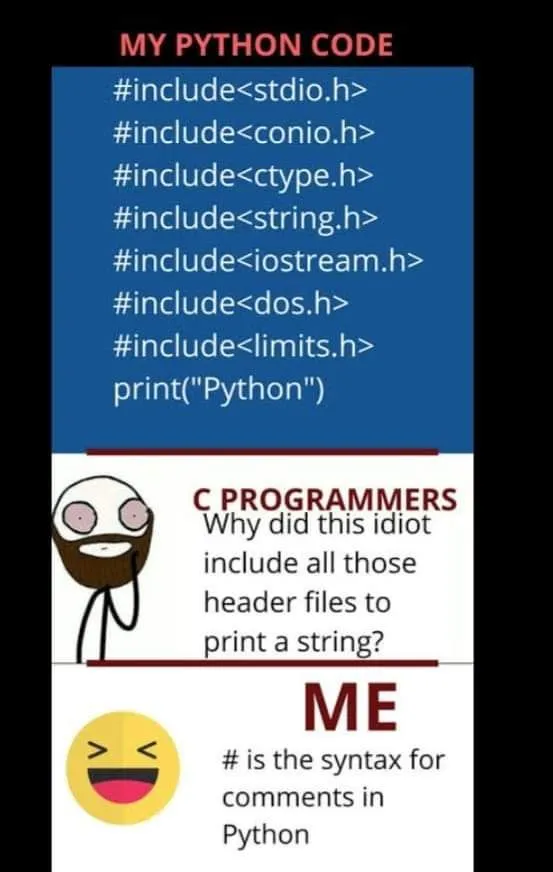 MY PYTHON CODE
#include<stdio.h>
#include<conio.h>
#include<ctype.h>
#include<string.h>
#include<iostream.h>
#include<dos.h>
#include<limits.h>
print("Python")
C PROGRAMMERS
Why did this idiot
include all those
header files to
print a string?
ME
# is the syntax for
comments in
Python